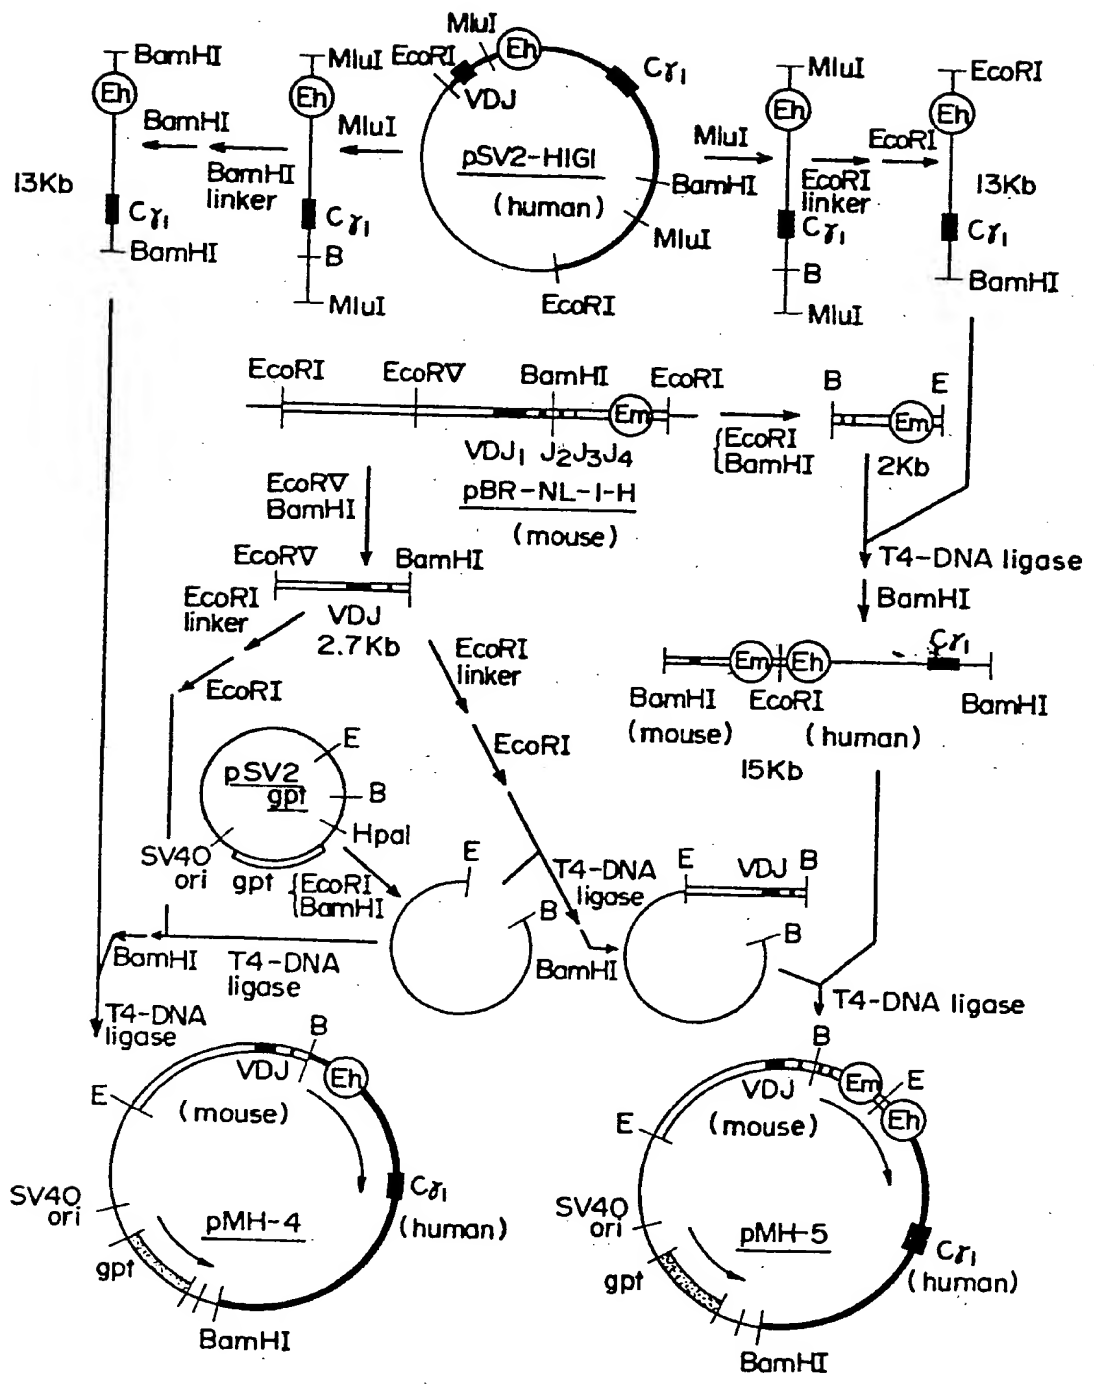 BamHI
Eh
BamHI
13Kb
Cγ1
BamHI
BamHI
linker
MluI
Eh
Cγ1
B
MluI
MluI
MluI
EcoRI
Eh
VDJ
Cγ1
pSV2-HIGI
(human)
BamHI
MluI
EcoRI
MluI
MluI
Eh
Cγ1
B
MluI
EcoRI
EcoRI
linker
EcoRI
Eh
13Kb
Cγ1
BamHI
EcoRI
EcoRV
BamHI
EcoRI
Em
VDJ1 J2J3J4
pBR-NL-I-H
(mouse)
{EcoRI
BamHI
B
E
Em
2Kb
EcoRV
BamHI
EcoRV
BamHI
VDJ
2.7Kb
EcoRI
linker
EcoRI
EcoRI
linker
EcoRI
T4-DNA ligase
BamHI
Em
Eh
Cγ1
BamHI
(mouse)
EcoRI
(human)
BamHI
15Kb
pSV2
gpt
E
B
HpaI
SV40
ori
gpt
{EcoRI
BamHI
E
B
T4-DNA
ligase
BamHI
E
VDJ
B
B
BamHI
T4-DNA
ligase
T4-DNA
ligase
T4-DNA ligase
E
VDJ
B
Eh
(mouse)
SV40
ori
gpt
pMH-4
Cγ1
(human)
BamHI
E
VDJ
B
Em
E
Eh
(mouse)
SV40
ori
gpt
pMH-5
Cγ1
(human)
BamHI